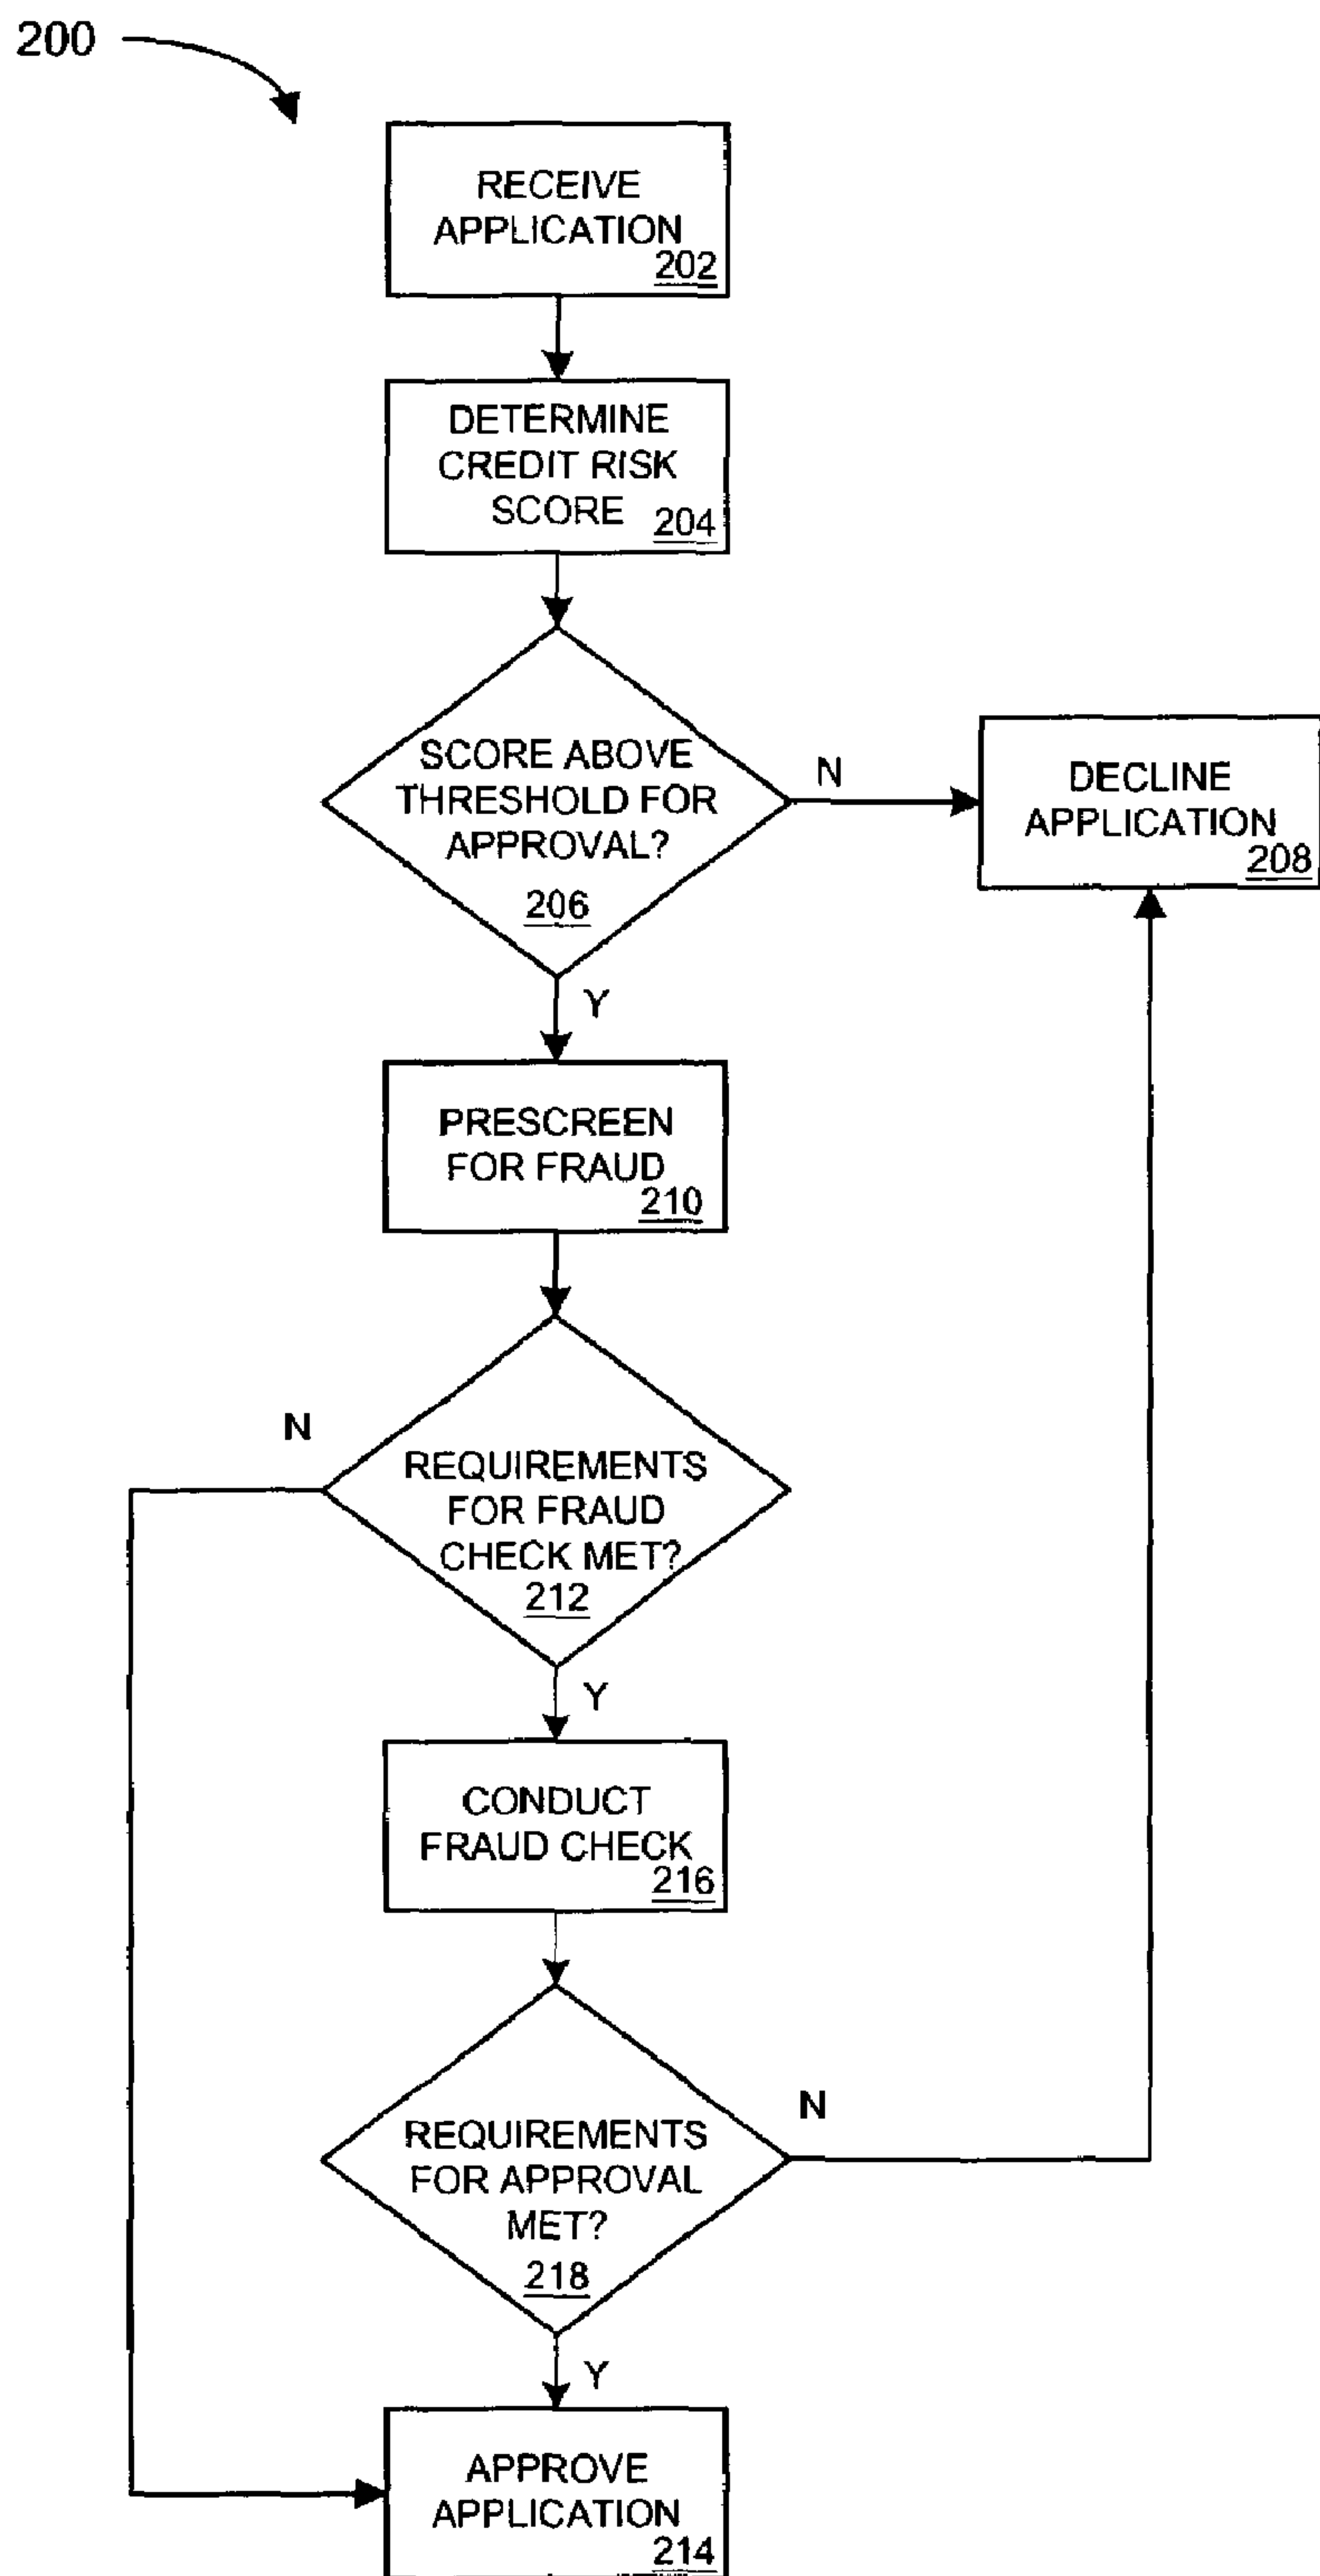 200
RECEIVE
APPLICATION
202
DETERMINE
CREDIT RISK
SCORE 204
SCORE ABOVE
THRESHOLD FOR
APPROVAL?
206
N
DECLINE
APPLICATION
208
Y
PRESCREEN
FOR FRAUD
210
N
REQUIREMENTS
FOR FRAUD
CHECK MET?
212
Y
CONDUCT
FRAUD CHECK
216
REQUIREMENTS
FOR APPROVAL
MET?
218
N
Y
APPROVE
APPLICATION
214